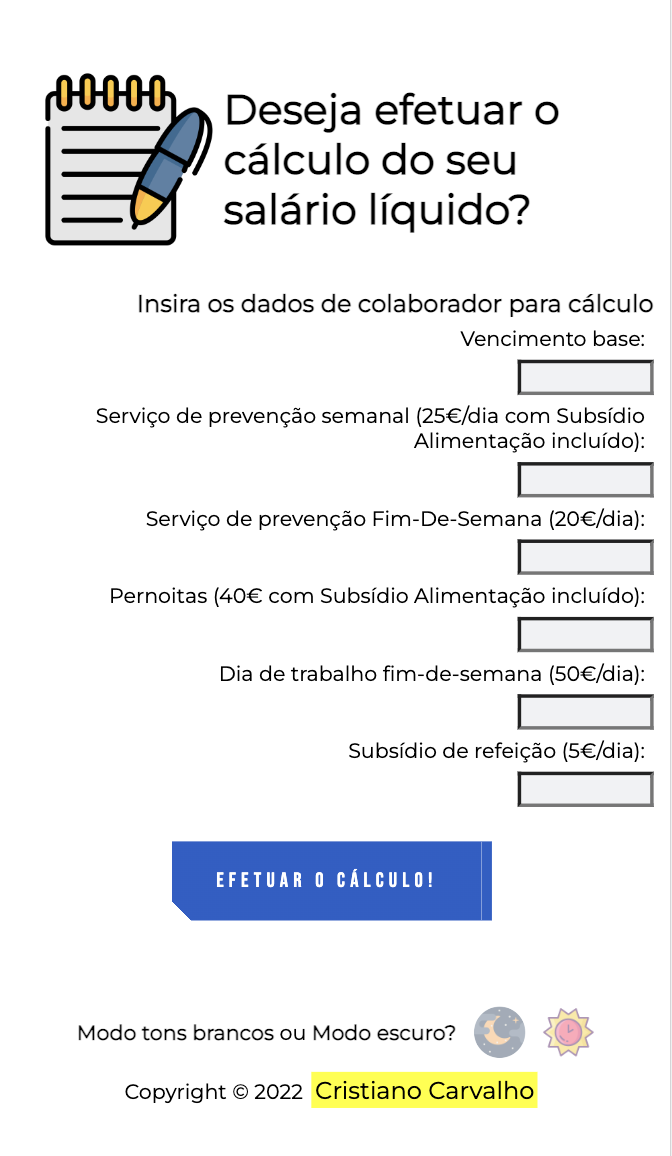 Deseja efetuar o
cálculo do seu
salário líquido?
Insira os dados de colaborador para cálculo
Vencimento base:
Serviço de prevenção semanal (25€/dia com Subsídio
Alimentação incluído):
Serviço de prevenção Fim-De-Semana (20€/dia):
Pernoitas (40€ com Subsídio Alimentação incluído):
Dia de trabalho fim-de-semana (50€/dia):
Subsídio de refeição (5€/dia):
EFETUAR O CÁLCULO!
Modo tons brancos ou Modo escuro?
Copyright © 2022 Cristiano Carvalho